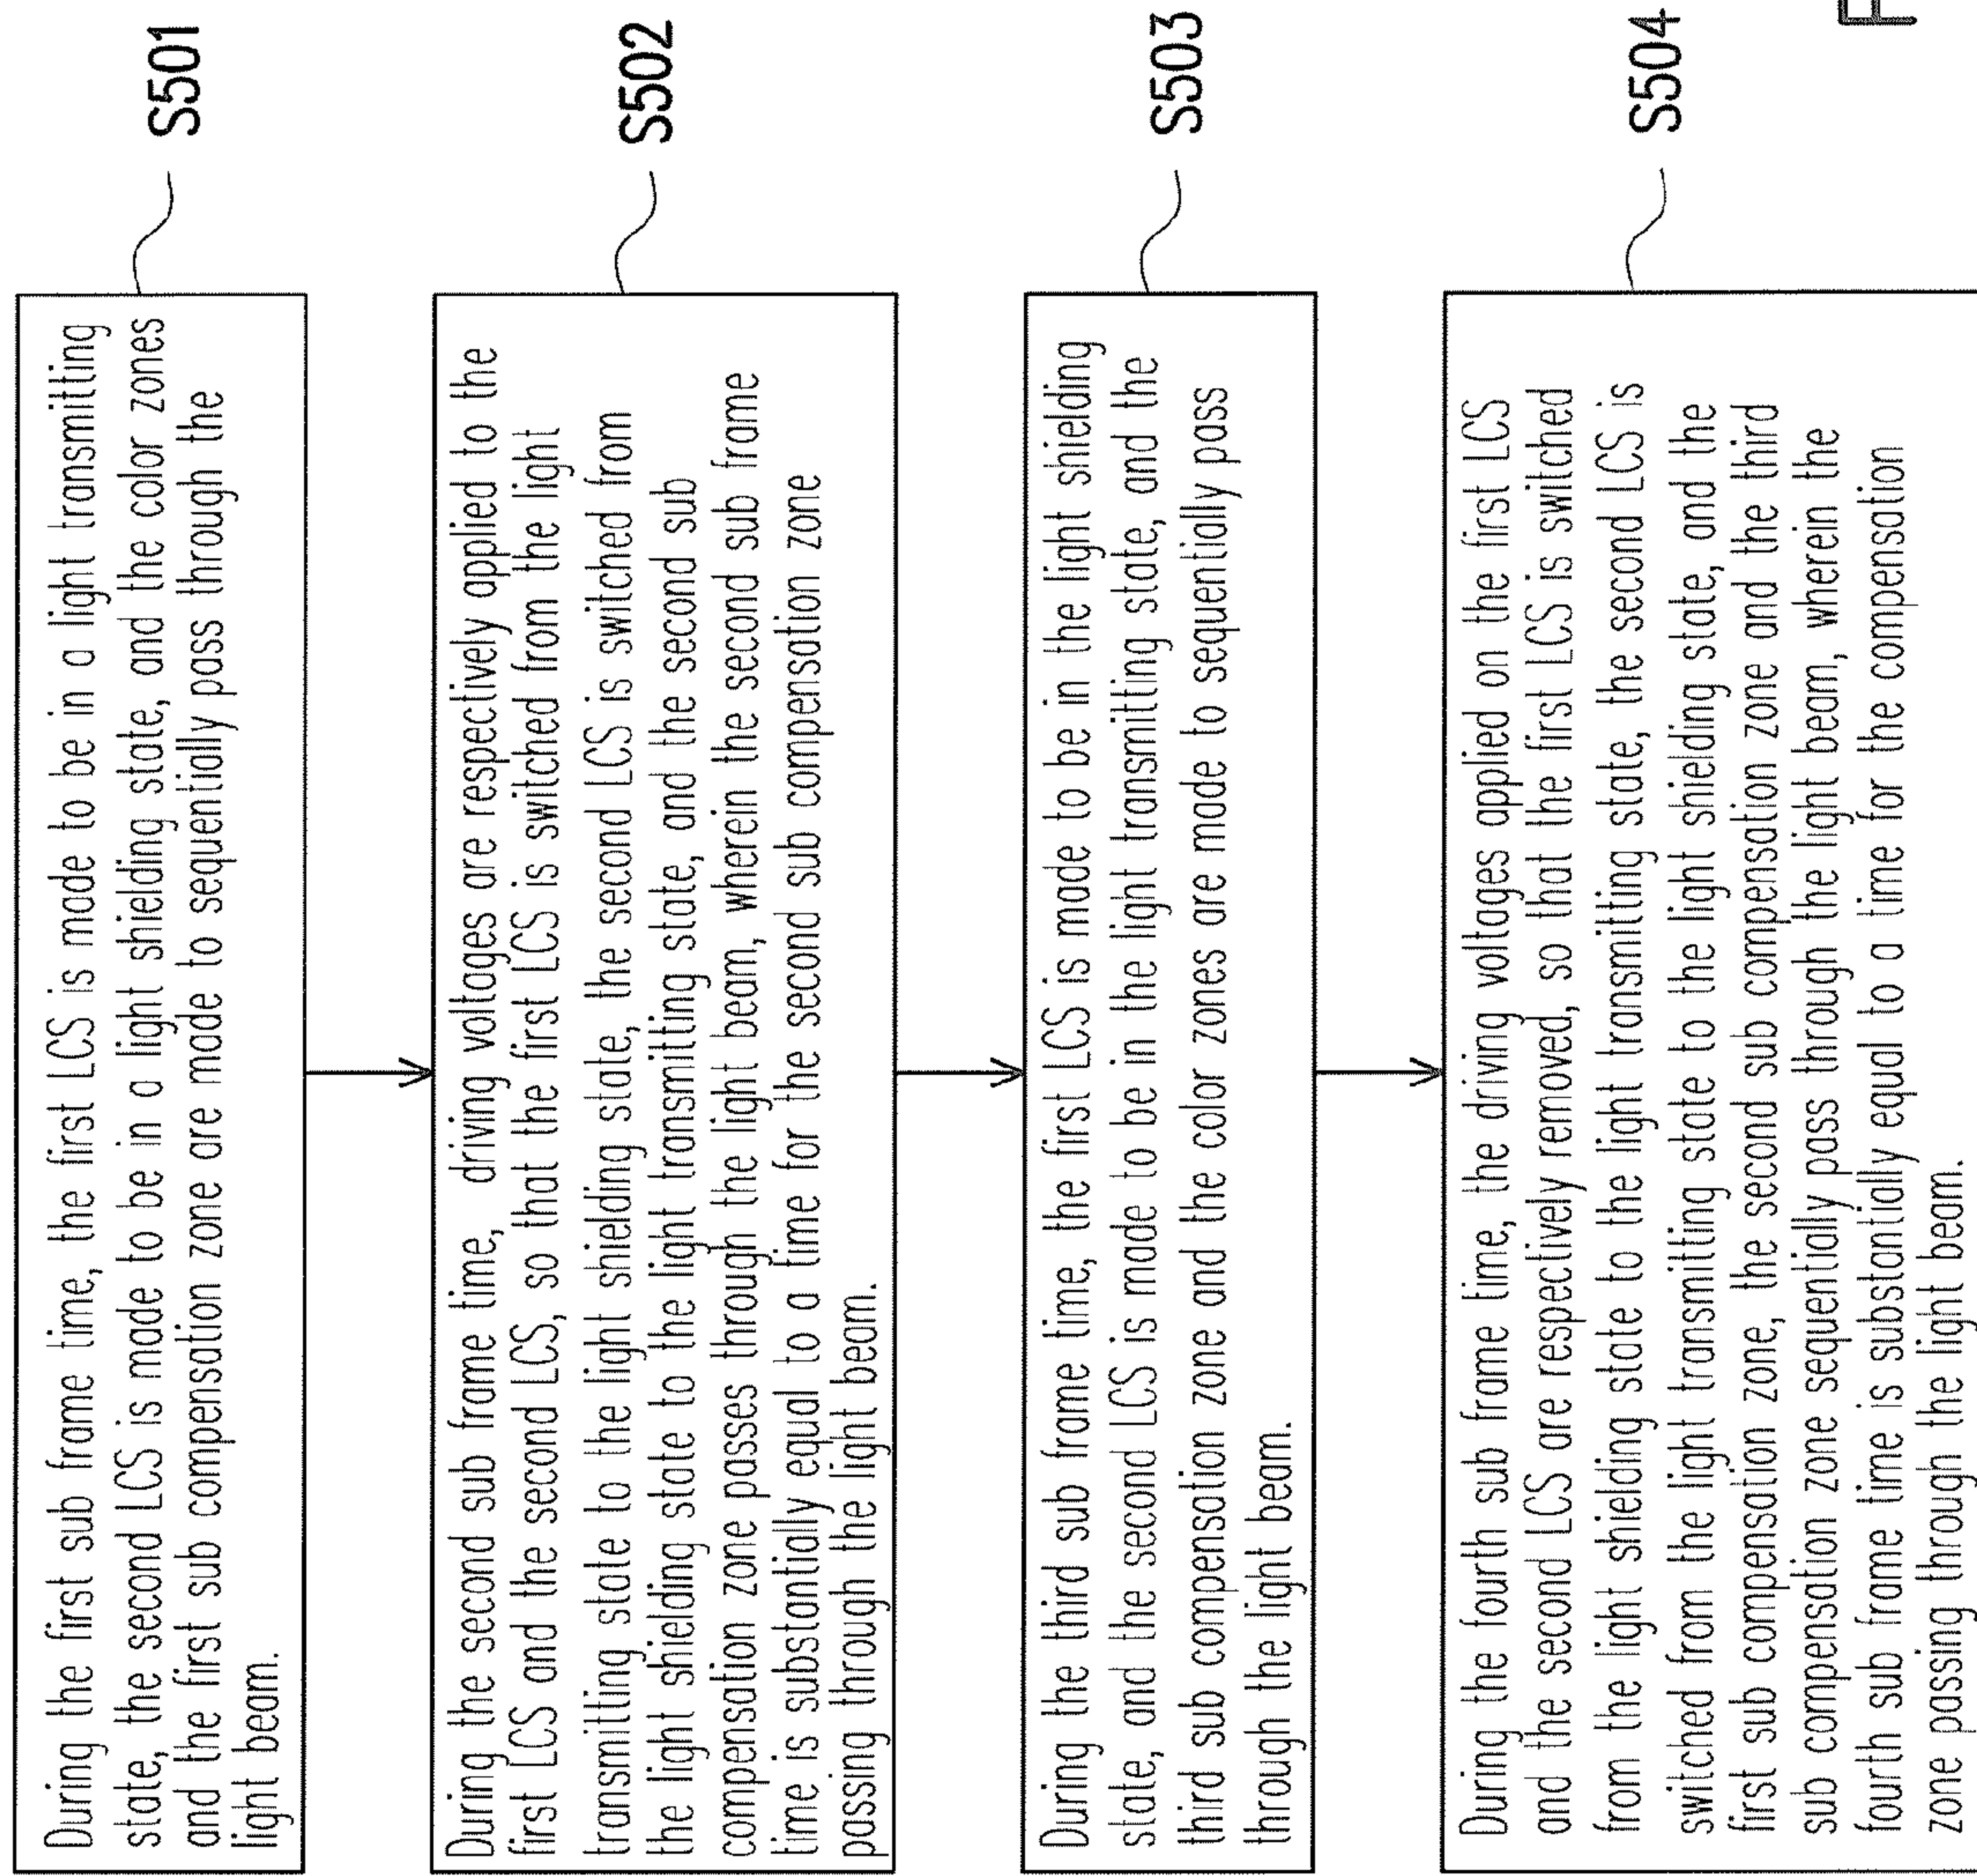 During the first sub frame time, the first LCS is made to be in a light transmitting
state, the second LCS is made to be in a light shielding state, and the color zones
and the first sub compensation zone are made to sequentially pass through the
light beam.
S501
During the second sub frame time, driving voltages are respectively applied to the
first LCS and the second LCS, so that the first LCS is switched from the light
transmitting state to the light shielding state, the second LCS is switched from
the light shielding state to the light transmitting state, and the second sub
compensation zone passes through the light beam, wherein the second sub frame
time is substantially equal to a time for the second sub compensation zone
passing through the light beam.
S502
During the third sub frame time, the first LCS is made to be in the light shielding
state, and the second LCS is made to be in the light transmitting state, and the
third sub compensation zone and the color zones are made to sequentially pass
through the light beam.
S503
During the fourth sub frame time, the driving voltages applied on the first LCS
and the second LCS are respectively removed, so that the first LCS is switched
from the light shielding state to the light transmitting state, the second LCS is
switched from the light transmitting state to the light shielding state, and the
first sub compensation zone, the second sub compensation zone and the third
sub compensation zone sequentially pass through the light beam, wherein the
fourth sub frame time is substantially equal to a time for the compensation
zone passing through the light beam.
S504